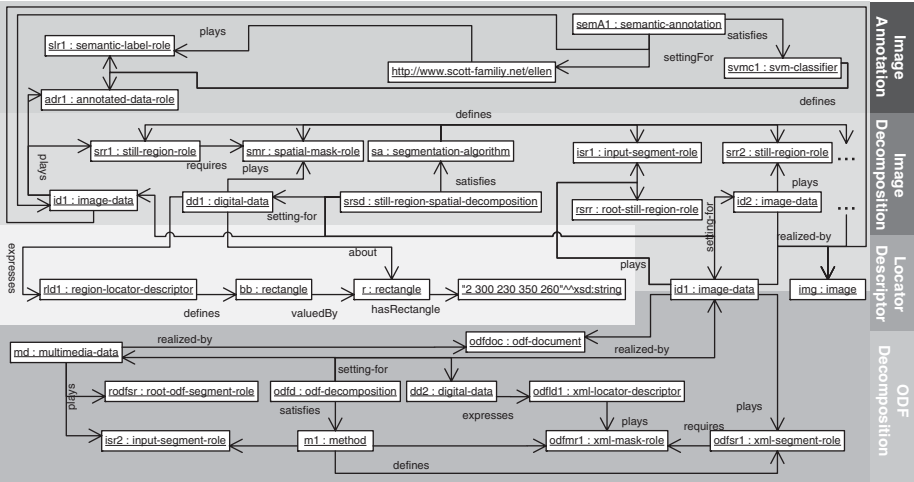 semA1 : semantic-annotation
plays
satisfies
slr1 : semantic-label-role
settingFor
http://www.scott-familiy.net/ellen
svmc1 : svm-classifier
adr1 : annotated-data-role
defines
Image Annotation
defines
srr1 : still-region-role
smr : spatial-mask-role
sa : segmentation-algorithm
isr1 : input-segment-role
srr2 : still-region-role
...
requires
plays
plays
satisfies
plays
id1 : image-data
dd1 : digital-data
srsd : still-region-spatial-decomposition
rsrr : root-still-region-role
id2 : image-data
...
setting-for
setting-for
Image Decomposition
realized-by
expresses
about
plays
rld1 : region-locator-descriptor
bb : rectangle
r : rectangle
"2 300 230 350 260"^^xsd:string
id1 : image-data
img : image
defines
valuedBy
hasRectangle
Locator Descriptor
realized-by
odfdoc : odf-document
realized-by
md : multimedia-data
setting-for
plays
rodfsr : root-odf-segment-role
odfd : odf-decomposition
dd2 : digital-data
odfld1 : xml-locator-descriptor
satisfies
expresses
plays
plays
requires
isr2 : input-segment-role
m1 : method
odfmr1 : xml-mask-role
odfsr1 : xml-segment-role
defines
ODF Decomposition